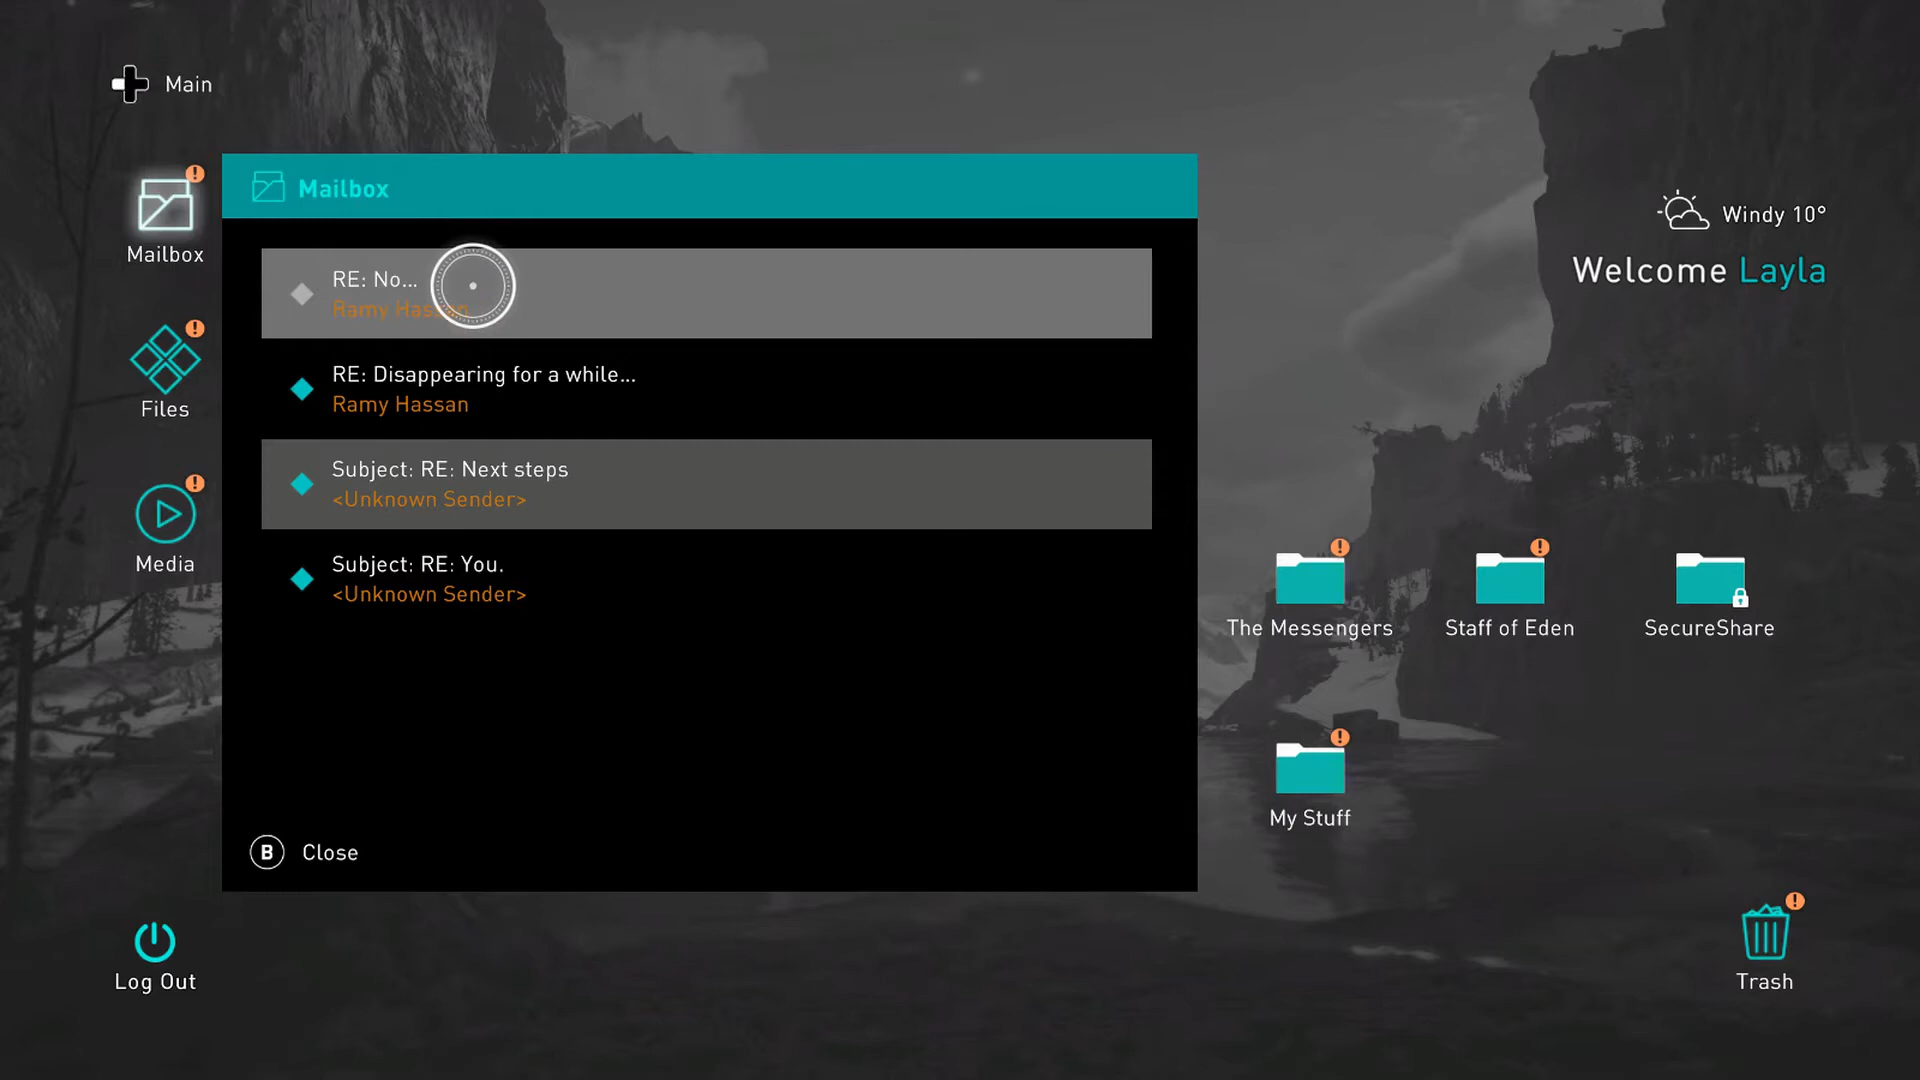 Main
Mailbox
Files
Media
Mailbox
RE: No...
Ramy Hassan
RE: Disappearing for a while...
Ramy Hassan
Subject: RE: Next steps
<Unknown Sender>
Subject: RE: You.
<Unknown Sender>
B Close
Windy 10°
Welcome Layla
The Messengers
Staff of Eden
SecureShare
My Stuff
Log Out
Trash